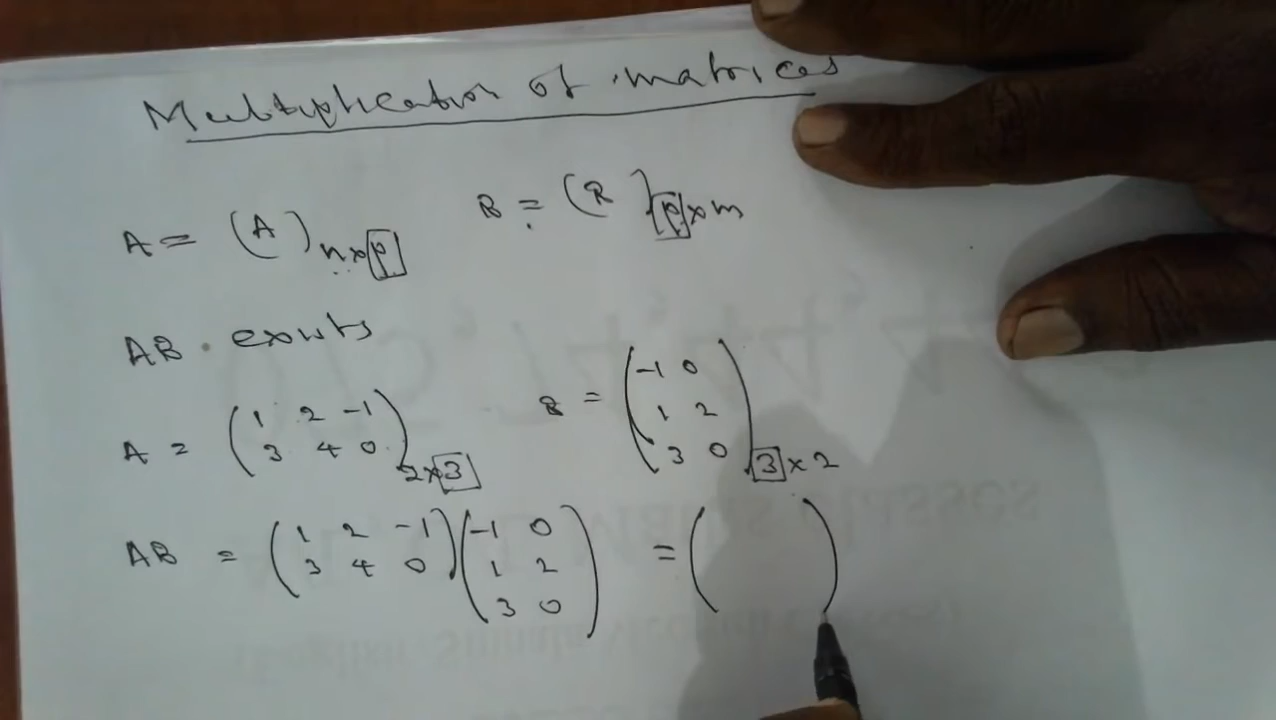 Multiplication of matrices
A = (A)n×p B = (B)p×m
AB exists
A = (1 2 -1
3 4 0)2×3
B = (-1 0
1 2
3 0)3×2
AB = (1 2 -1
3 4 0)(-1 0
1 2
3 0) = ( )